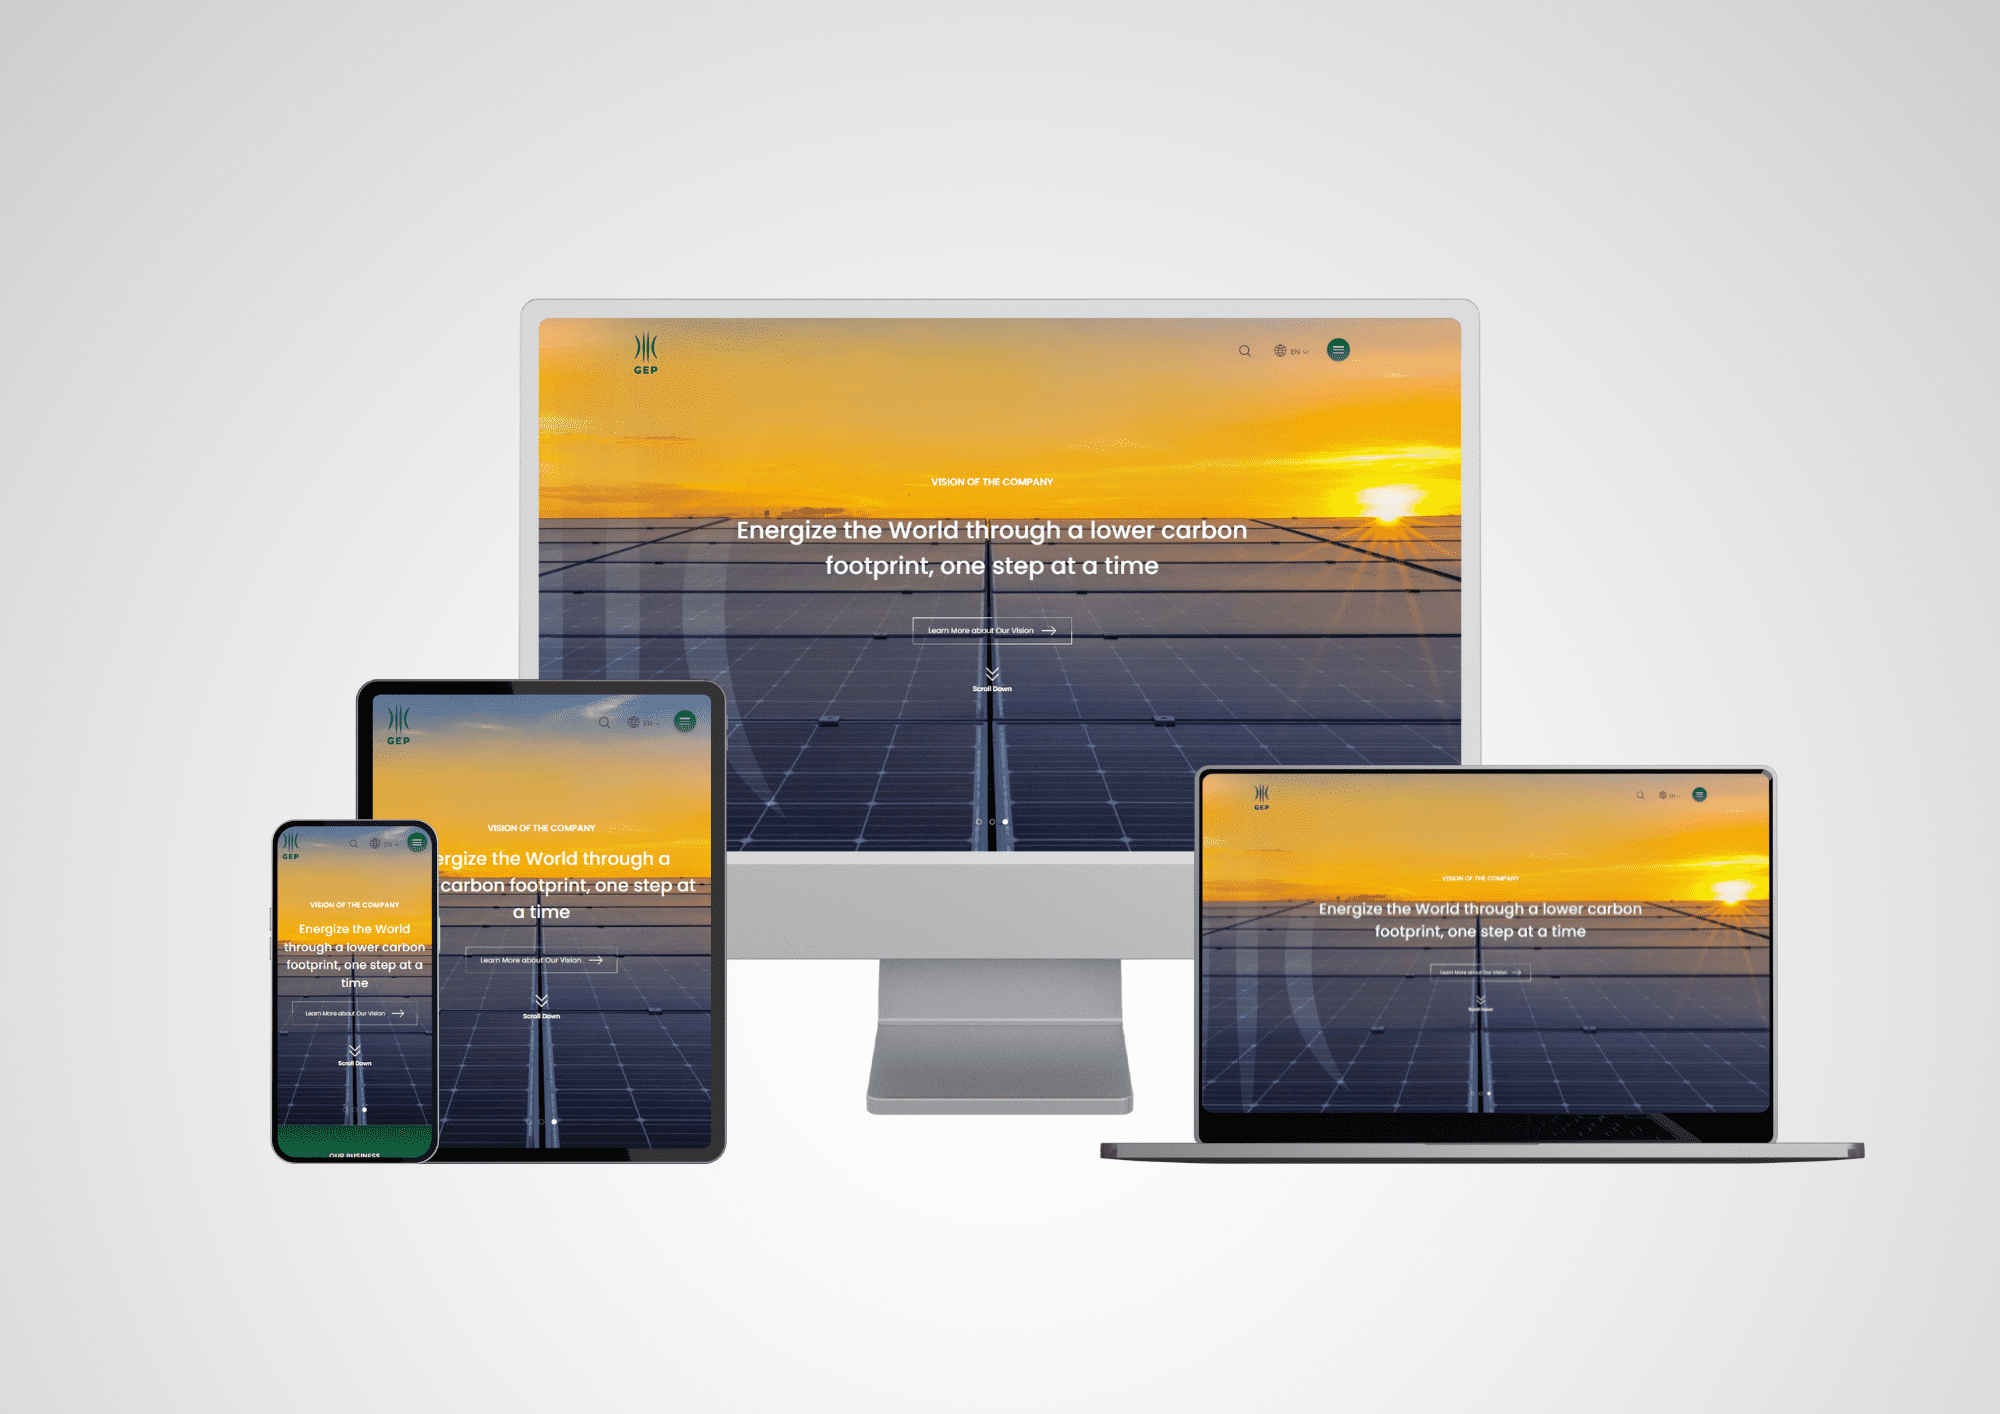 GEP
EN
VISION OF THE COMPANY
Energize the World through a lower carbon
footprint, one step at a time
Learn More about Our Vision
Scroll Down
GEP
EN
VISION OF THE COMPANY
ergize the World through a
carbon footprint, one step at
a time
Learn More about Our Vision
Scroll Down
GEP
EN
VISION OF THE COMPANY
Energize the World
through a lower carbon
footprint, one step at a
time
Learn More about Our Vision
Scroll Down
OUR BUSINESS
GEP
EN
VISION OF THE COMPANY
Energize the World through a lower carbon
footprint, one step at a time
Learn More about Our Vision
Scroll Down